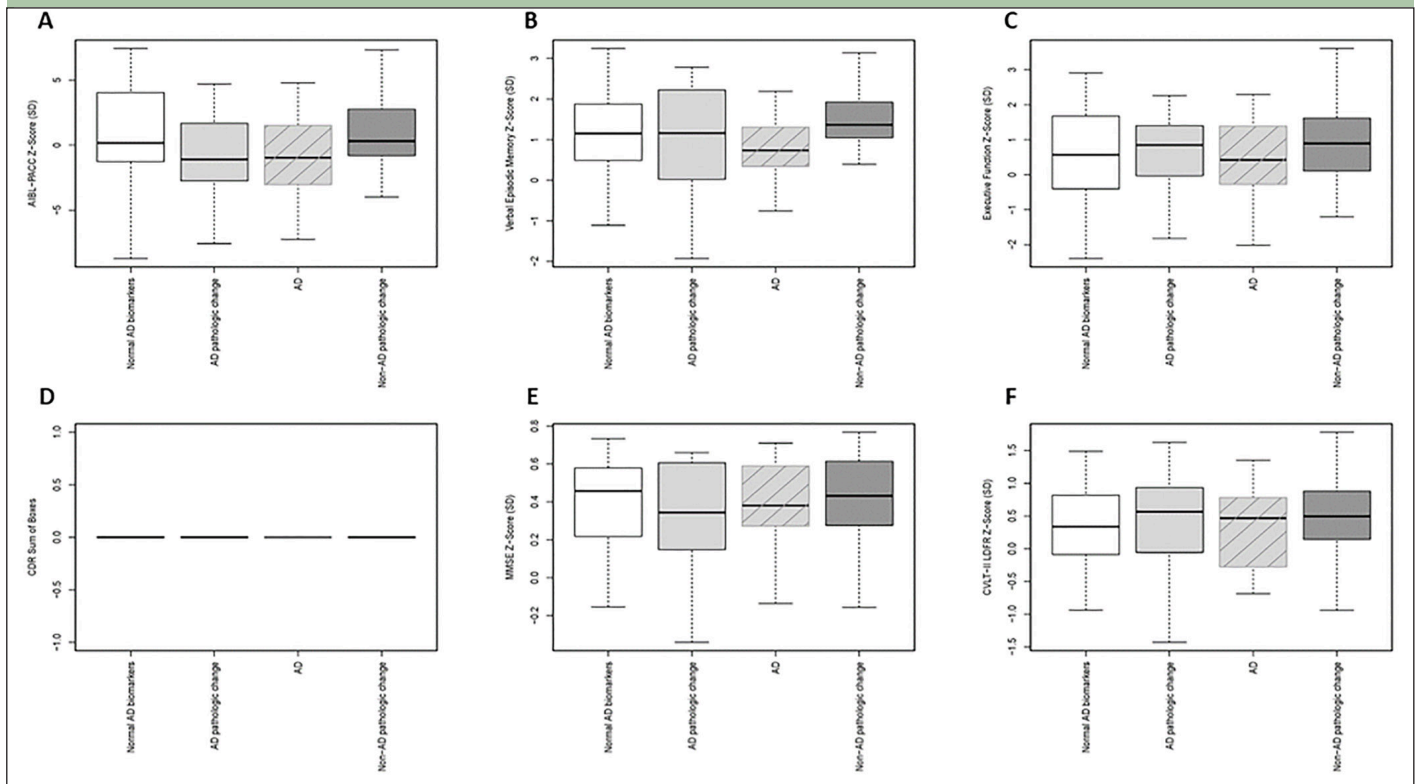 A
AIBL-PACC Z-Score (SD)
5
0
-5
Normal AD biomarkers
AD pathologic change
AD
Non-AD pathologic change
B
Verbal Episodic Memory Z-Score (SD)
3
2
1
0
-1
-2
Normal AD biomarkers
AD pathologic change
AD
Non-AD pathologic change
C
Executive Function Z-Score (SD)
3
2
1
0
-1
-2
Normal AD biomarkers
AD pathologic change
AD
Non-AD pathologic change
D
CDR Sum of Boxes
1.0
0.5
0.0
-0.5
-1.0
Normal AD biomarkers
AD pathologic change
AD
Non-AD pathologic change
E
MMSE Z-Score (SD)
0.8
0.6
0.4
0.2
0.0
-0.2
Normal AD biomarkers
AD pathologic change
AD
Non-AD pathologic change
F
CVLT-II LDFR Z-Score (SD)
1.5
1.0
0.5
0.0
-0.5
-1.0
-1.5
Normal AD biomarkers
AD pathologic change
AD
Non-AD pathologic change